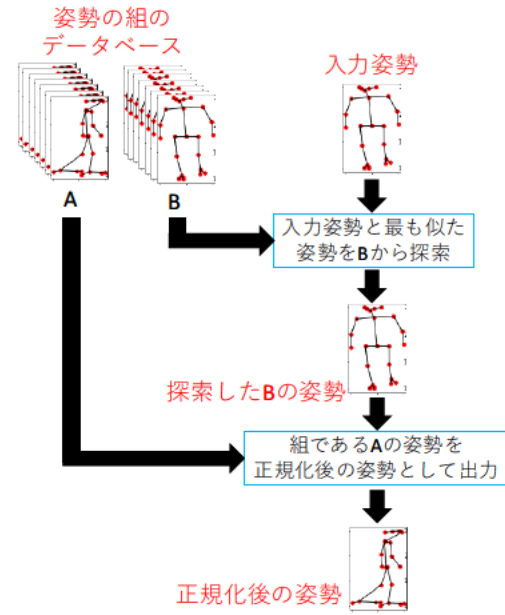 姿勢の組の
データベース
入力姿勢
A
B
入力姿勢と最も似た
姿勢をBから探索
探索したBの姿勢
組であるAの姿勢を
正規化後の姿勢として出力
正規化後の姿勢